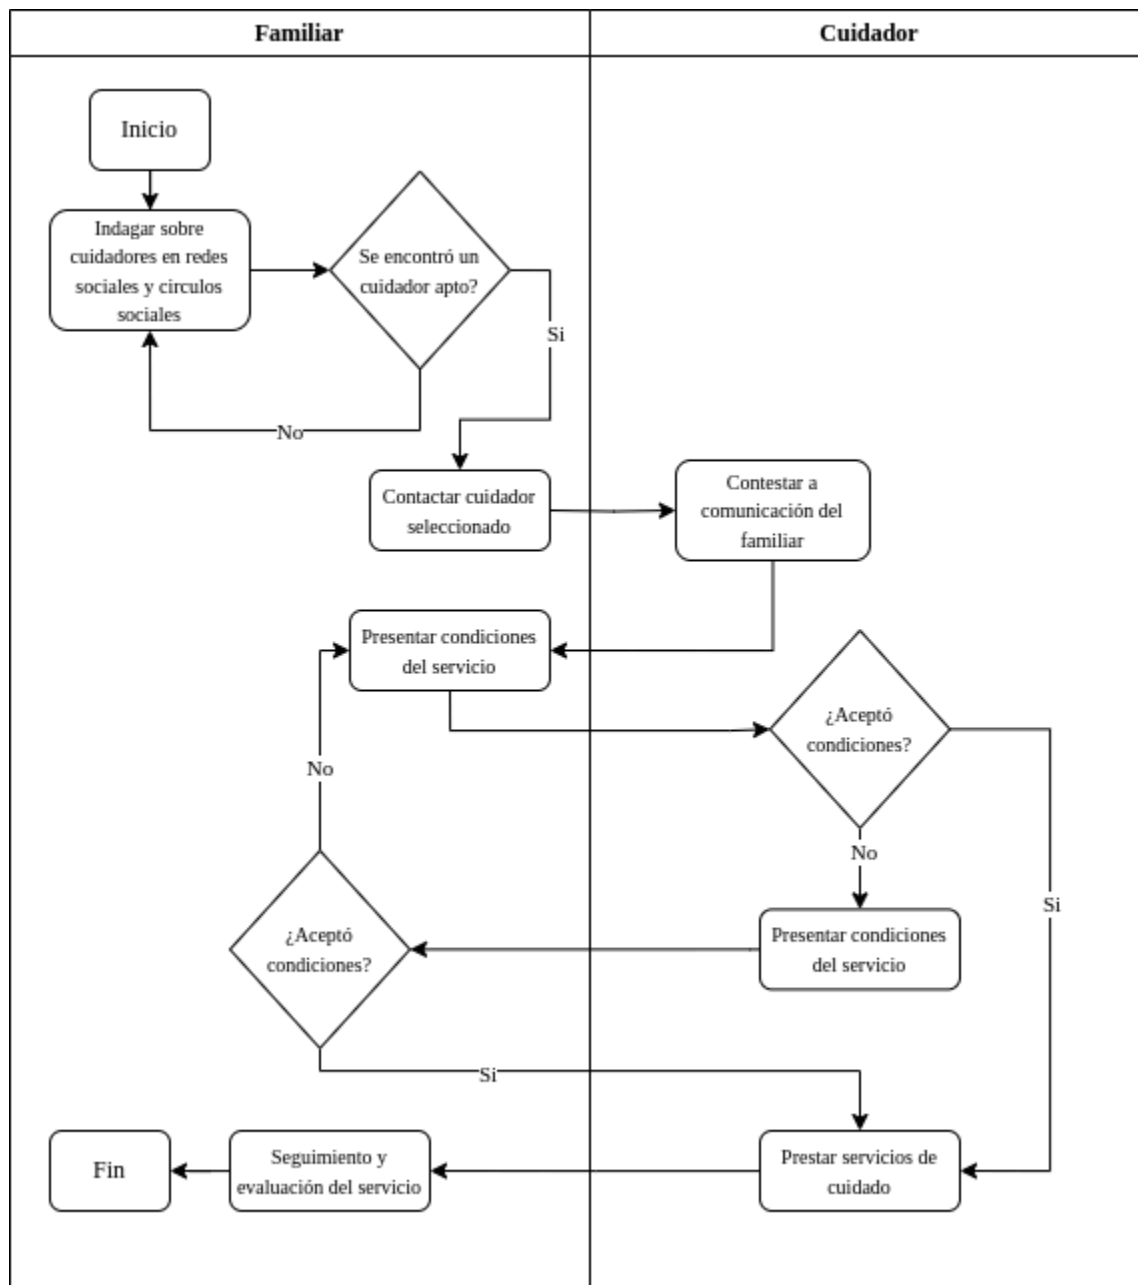 Familiar
Cuidador
Inicio
Indagar sobre
cuidadores en redes
sociales y circulos
sociales
Se encontró un
cuidador apto?
Si
No
Contactar cuidador
seleccionado
Contestar a
comunicación del
familiar
Presentar condiciones
del servicio
¿Aceptó
condiciones?
No
No
Si
Presentar condiciones
del servicio
¿Aceptó
condiciones?
Si
Prestar servicios de
cuidado
Seguimiento y
evaluación del servicio
Fin